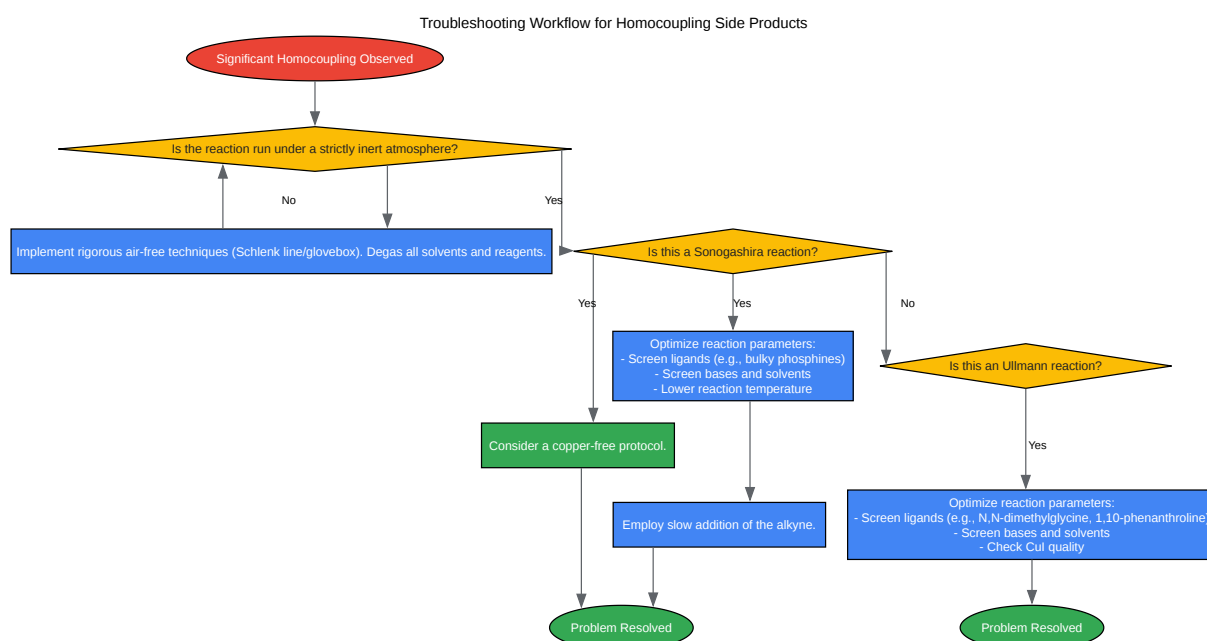 Troubleshooting Workflow for Homocoupling Side Products
Significant Homocoupling Observed
Is the reaction run under a strictly inert atmosphere?
No
Yes
Implement rigorous air-free techniques (Schlenk line/glovebox). Degas all solvents and reagents.
Is this a Sonogashira reaction?
Yes
Yes
No
Optimize reaction parameters:
- Screen ligands (e.g., bulky phosphines)
- Screen bases and solvents
- Lower reaction temperature
Is this an Ullmann reaction?
Consider a copper-free protocol.
Yes
Employ slow addition of the alkyne.
Optimize reaction parameters:
- Screen ligands (e.g., N,N-dimethylglycine, 1,10-phenanthroline)
- Screen bases and solvents
- Check CuI quality
Problem Resolved
Problem Resolved